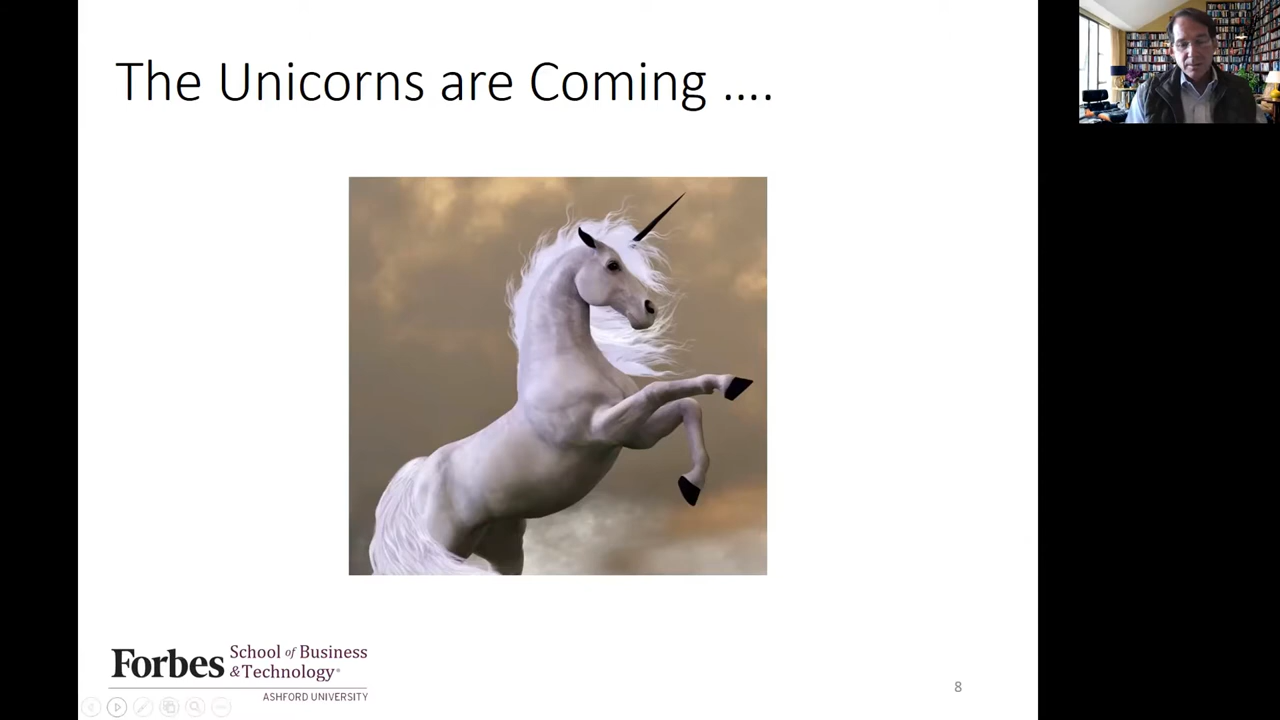 The Unicorns are Coming ....
Forbes
School of Business
&Technology®
ASHFORD UNIVERSITY
8